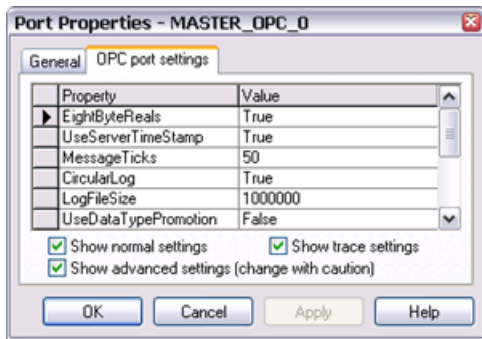 Port Properties - MASTER_OPC_0
General OPC port settings
Property Value
EightByteReals True
UseServerTimeStamp True
MessageTicks 50
CircularLog True
LogFileSize 1000000
UseDataTypePromotion False
Show normal settings Show trace settings
Show advanced settings (change with caution)
OK Cancel Apply Help